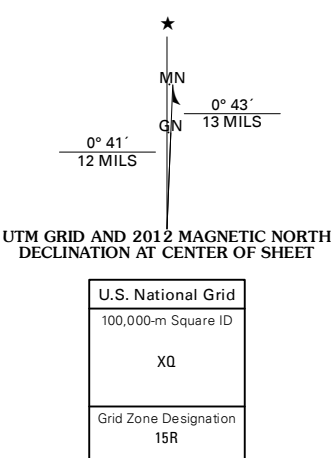 ★
MN
0° 43´
13 MILS
GN
0° 41´
12 MILS
UTM GRID AND 2012 MAGNETIC NORTH
DECLINATION AT CENTER OF SHEET
U.S. National Grid
100,000-m Square ID
XQ
Grid Zone Designation
15R